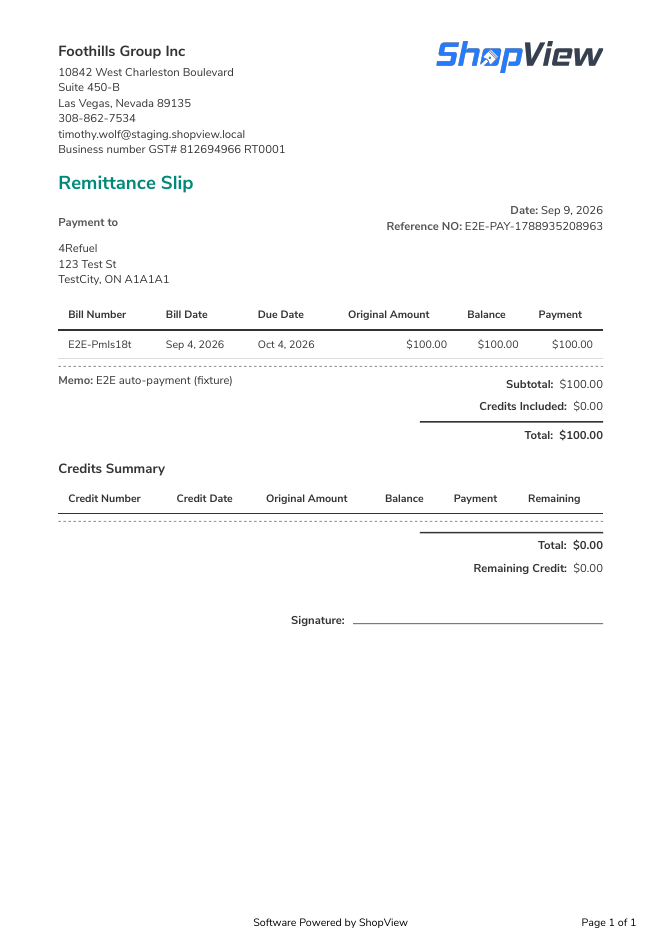 Foothills Group Inc
ShopView
10842 West Charleston Boulevard
Suite 450-B
Las Vegas, Nevada 89135
308-862-7534
timothy.wolf@staging.shopview.local
Business number GST# 812694966 RT0001
Remittance Slip
Date: Sep 9, 2026
Payment to
Reference NO: E2E-PAY-1788935208963
4Refuel
123 Test St
TestCity, ON A1A1A1
Bill Number Bill Date Due Date Original Amount Balance Payment
E2E-PmIs18t Sep 4, 2026 Oct 4, 2026 $100.00 $100.00 $100.00
Memo: E2E auto-payment (fixture)
Subtotal: $100.00
Credits Included: $0.00
Total: $100.00
Credits Summary
Credit Number Credit Date Original Amount Balance Payment Remaining
Total: $0.00
Remaining Credit: $0.00
Signature:
Software Powered by ShopView
Page 1 of 1